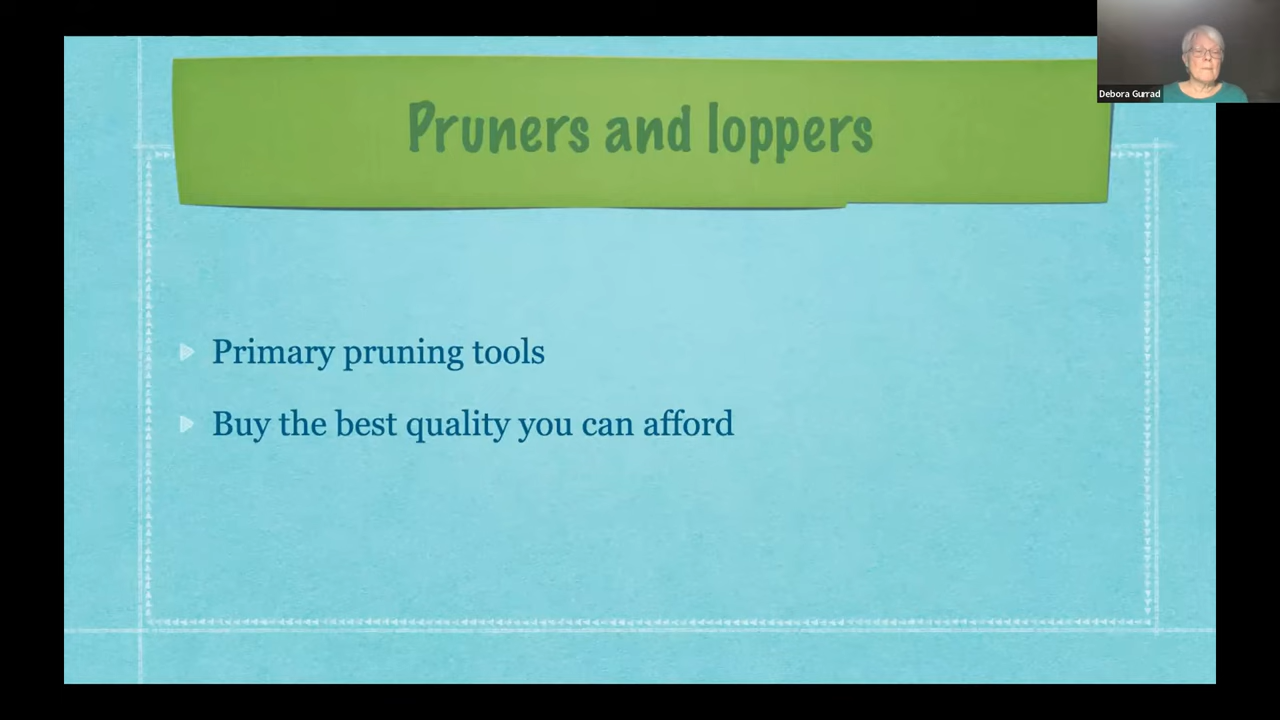 Pruners and loppers
Debora Gurrad
Primary pruning tools
Buy the best quality you can afford